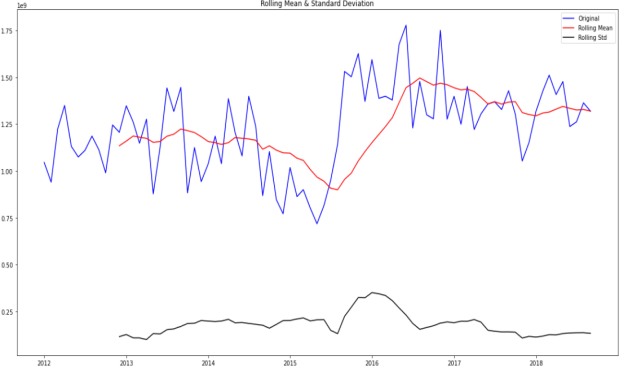 Rolling Mean & Standard Deviation
1e9
Original
Rolling Mean
Rolling Std
1.75
1.50
1.25
1.00
0.75
0.50
0.25
2012 2013 2014 2015 2016 2017 2018